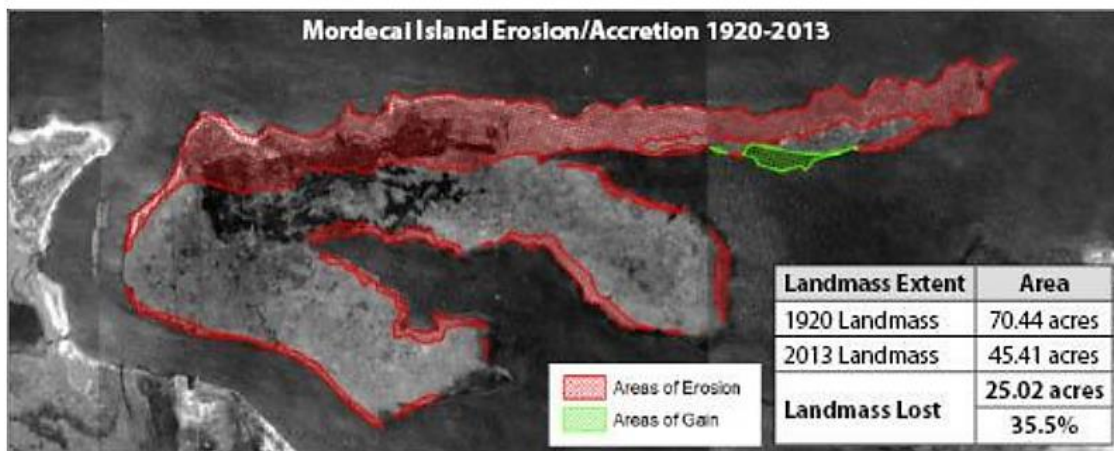 Mordecai Island Erosion/Accretion 1920-2013
Landmass Extent Area
1920 Landmass 70.44 acres
2013 Landmass 45.41 acres
Landmass Lost 25.02 acres
35.5%
Areas of Erosion
Areas of Gain